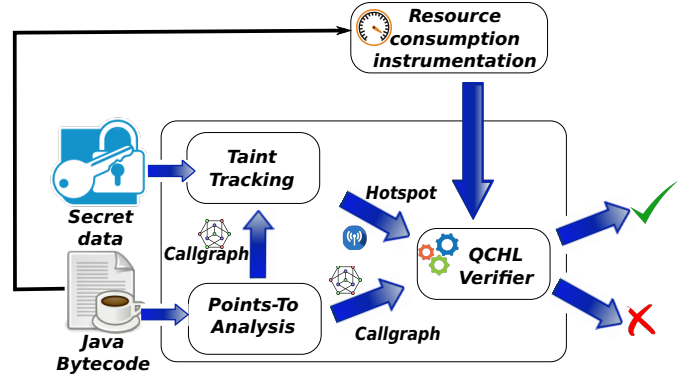 Resource
consumption
instrumentation
Taint
Tracking
Hotspot
Secret
data
Callgraph
QCHL
Verifier
Points-To
Analysis
Callgraph
Java
Bytecode